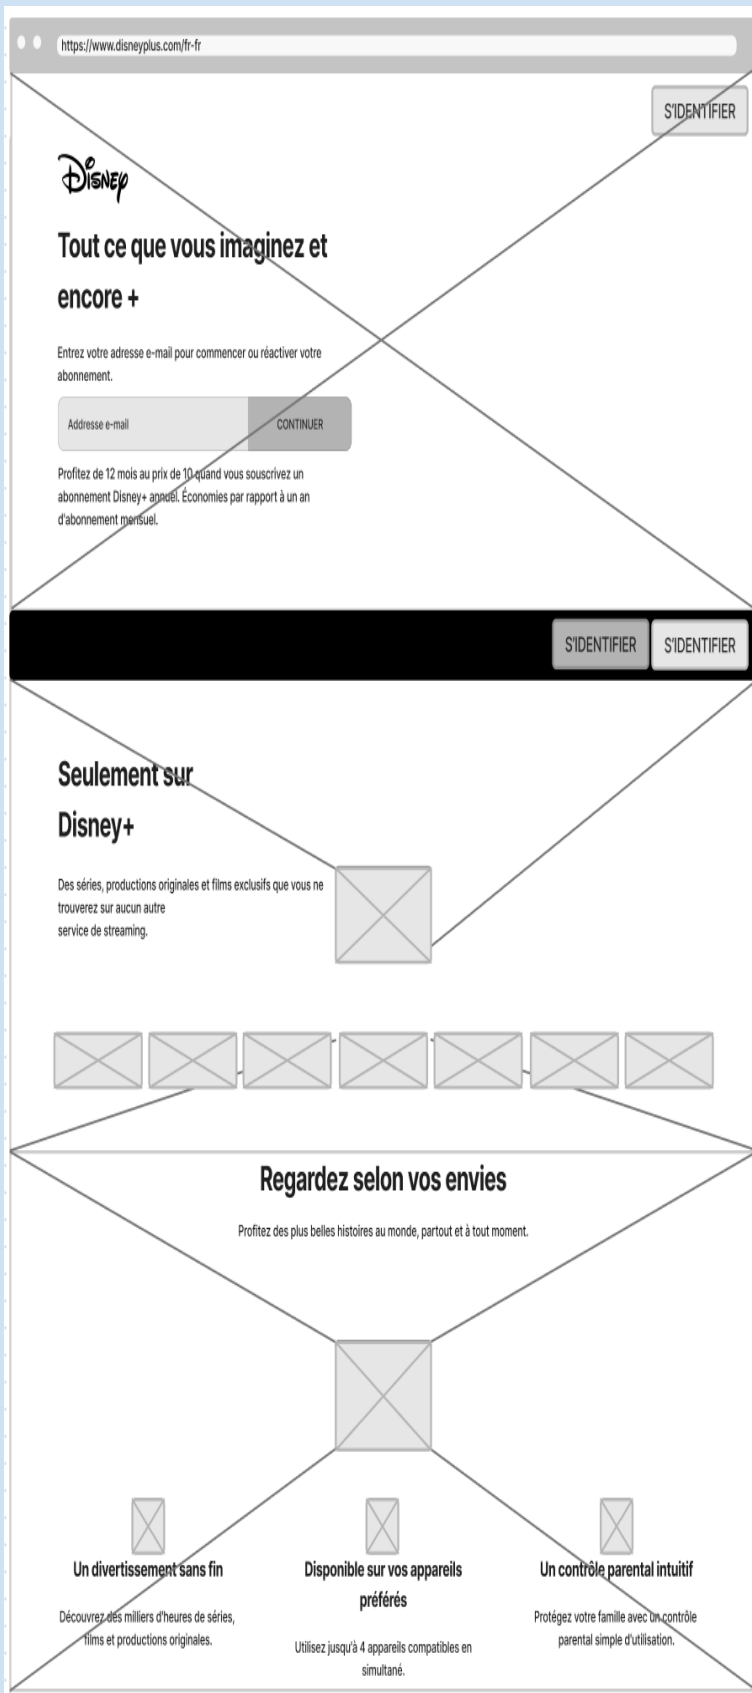 https://www.disneyplus.com/fr-fr
S'IDENTIFIER
Disney
Tout ce que vous imaginez et
encore +
Entrez votre adresse e-mail pour commencer ou réactiver votre
abonnement.
Addresse e-mail
CONTINUER
Profitez de 12 mois au prix de 10 quand vous souscrivez un
abonnement Disney+ annuel. Économies par rapport à un an
d'abonnement mensuel.
S'IDENTIFIER
S'IDENTIFIER
Seulement sur
Disney+
Des séries, productions originales et films exclusifs que vous ne
trouverez sur aucun autre
service de streaming.
Regardez selon vos envies
Profitez des plus belles histoires au monde, partout et à tout moment.
Un divertissement sans fin
Découvrez des milliers d'heures de séries,
films et productions originales.
Disponible sur vos appareils
préférés
Utilisez jusqu'à 4 appareils compatibles en
simultané.
Un contrôle parental intuitif
Protégez votre famille avec un contrôle
parental simple d'utilisation.